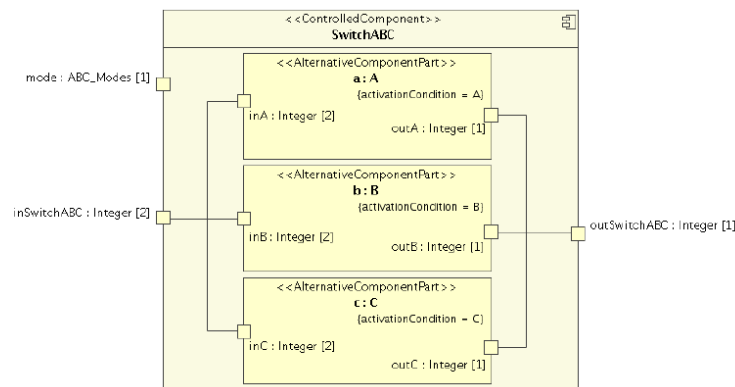 <<ControlledComponent>>
SwitchABC
mode : ABC_Modes [1]
<<AlternativeComponentPart>>
a : A
{activationCondition = A}
inA : Integer [2]
outA : Integer [1]
inSwitchABC : Integer [2]
<<AlternativeComponentPart>>
b : B
{activationCondition = B}
inB : Integer [2]
outB : Integer [1]
outSwitchABC : Integer [1]
<<AlternativeComponentPart>>
c : C
{activationCondition = C}
inC : Integer [2]
outC : Integer [1]